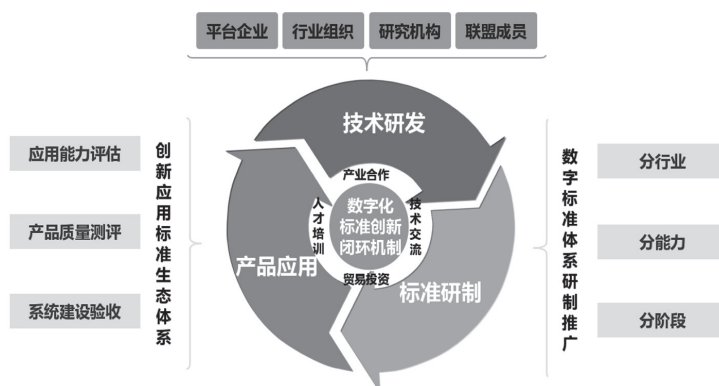 平台企业
行业组织
研究机构
联盟成员
技术研发
应用能力评估
产品质量测评
系统建设验收
创新应用标准生态体系
产业合作
人才培训
数字化
标准创新
闭环机制
技术交流
贸易投资
产品应用
标准研制
数字标准体系研制推广
分行业
分能力
分阶段